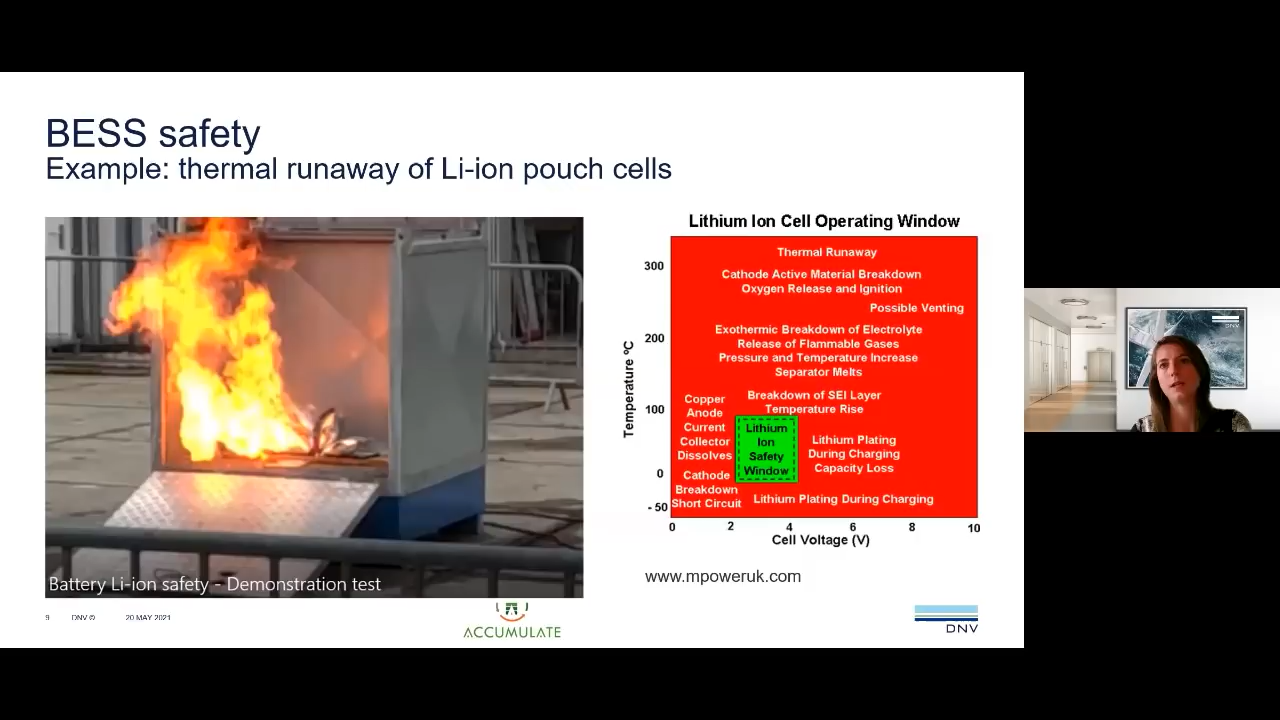 BESS safety
Example: thermal runaway of Li-ion pouch cells
Battery Li-ion safety - Demonstration test
Lithium Ion Cell Operating Window
Temperature ºC
300
200
100
0
- 50
Thermal Runaway
Cathode Active Material Breakdown
Oxygen Release and Ignition
Possible Venting
Exothermic Breakdown of Electrolyte
Release of Flammable Gases
Pressure and Temperature Increase
Separator Melts
Breakdown of SEI Layer
Temperature Rise
Copper
Anode
Current
Collector
Dissolves
Lithium
Ion
Safety
Window
Lithium Plating
During Charging
Capacity Loss
Cathode
Breakdown
Short Circuit
Lithium Plating During Charging
0
2
4
6
8
10
Cell Voltage (V)
www.mpoweruk.com
9
DNV ©
20 MAY 2021
ACCUMULATE
DNV
DNV